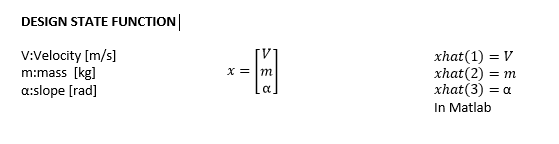 DESIGN STATE FUNCTION
V:Velocity [m/s]
m:mass [kg]
α:slope [rad]
x = [V
m
α]
xhat(1) = V
xhat(2) = m
xhat(3) = α
In Matlab